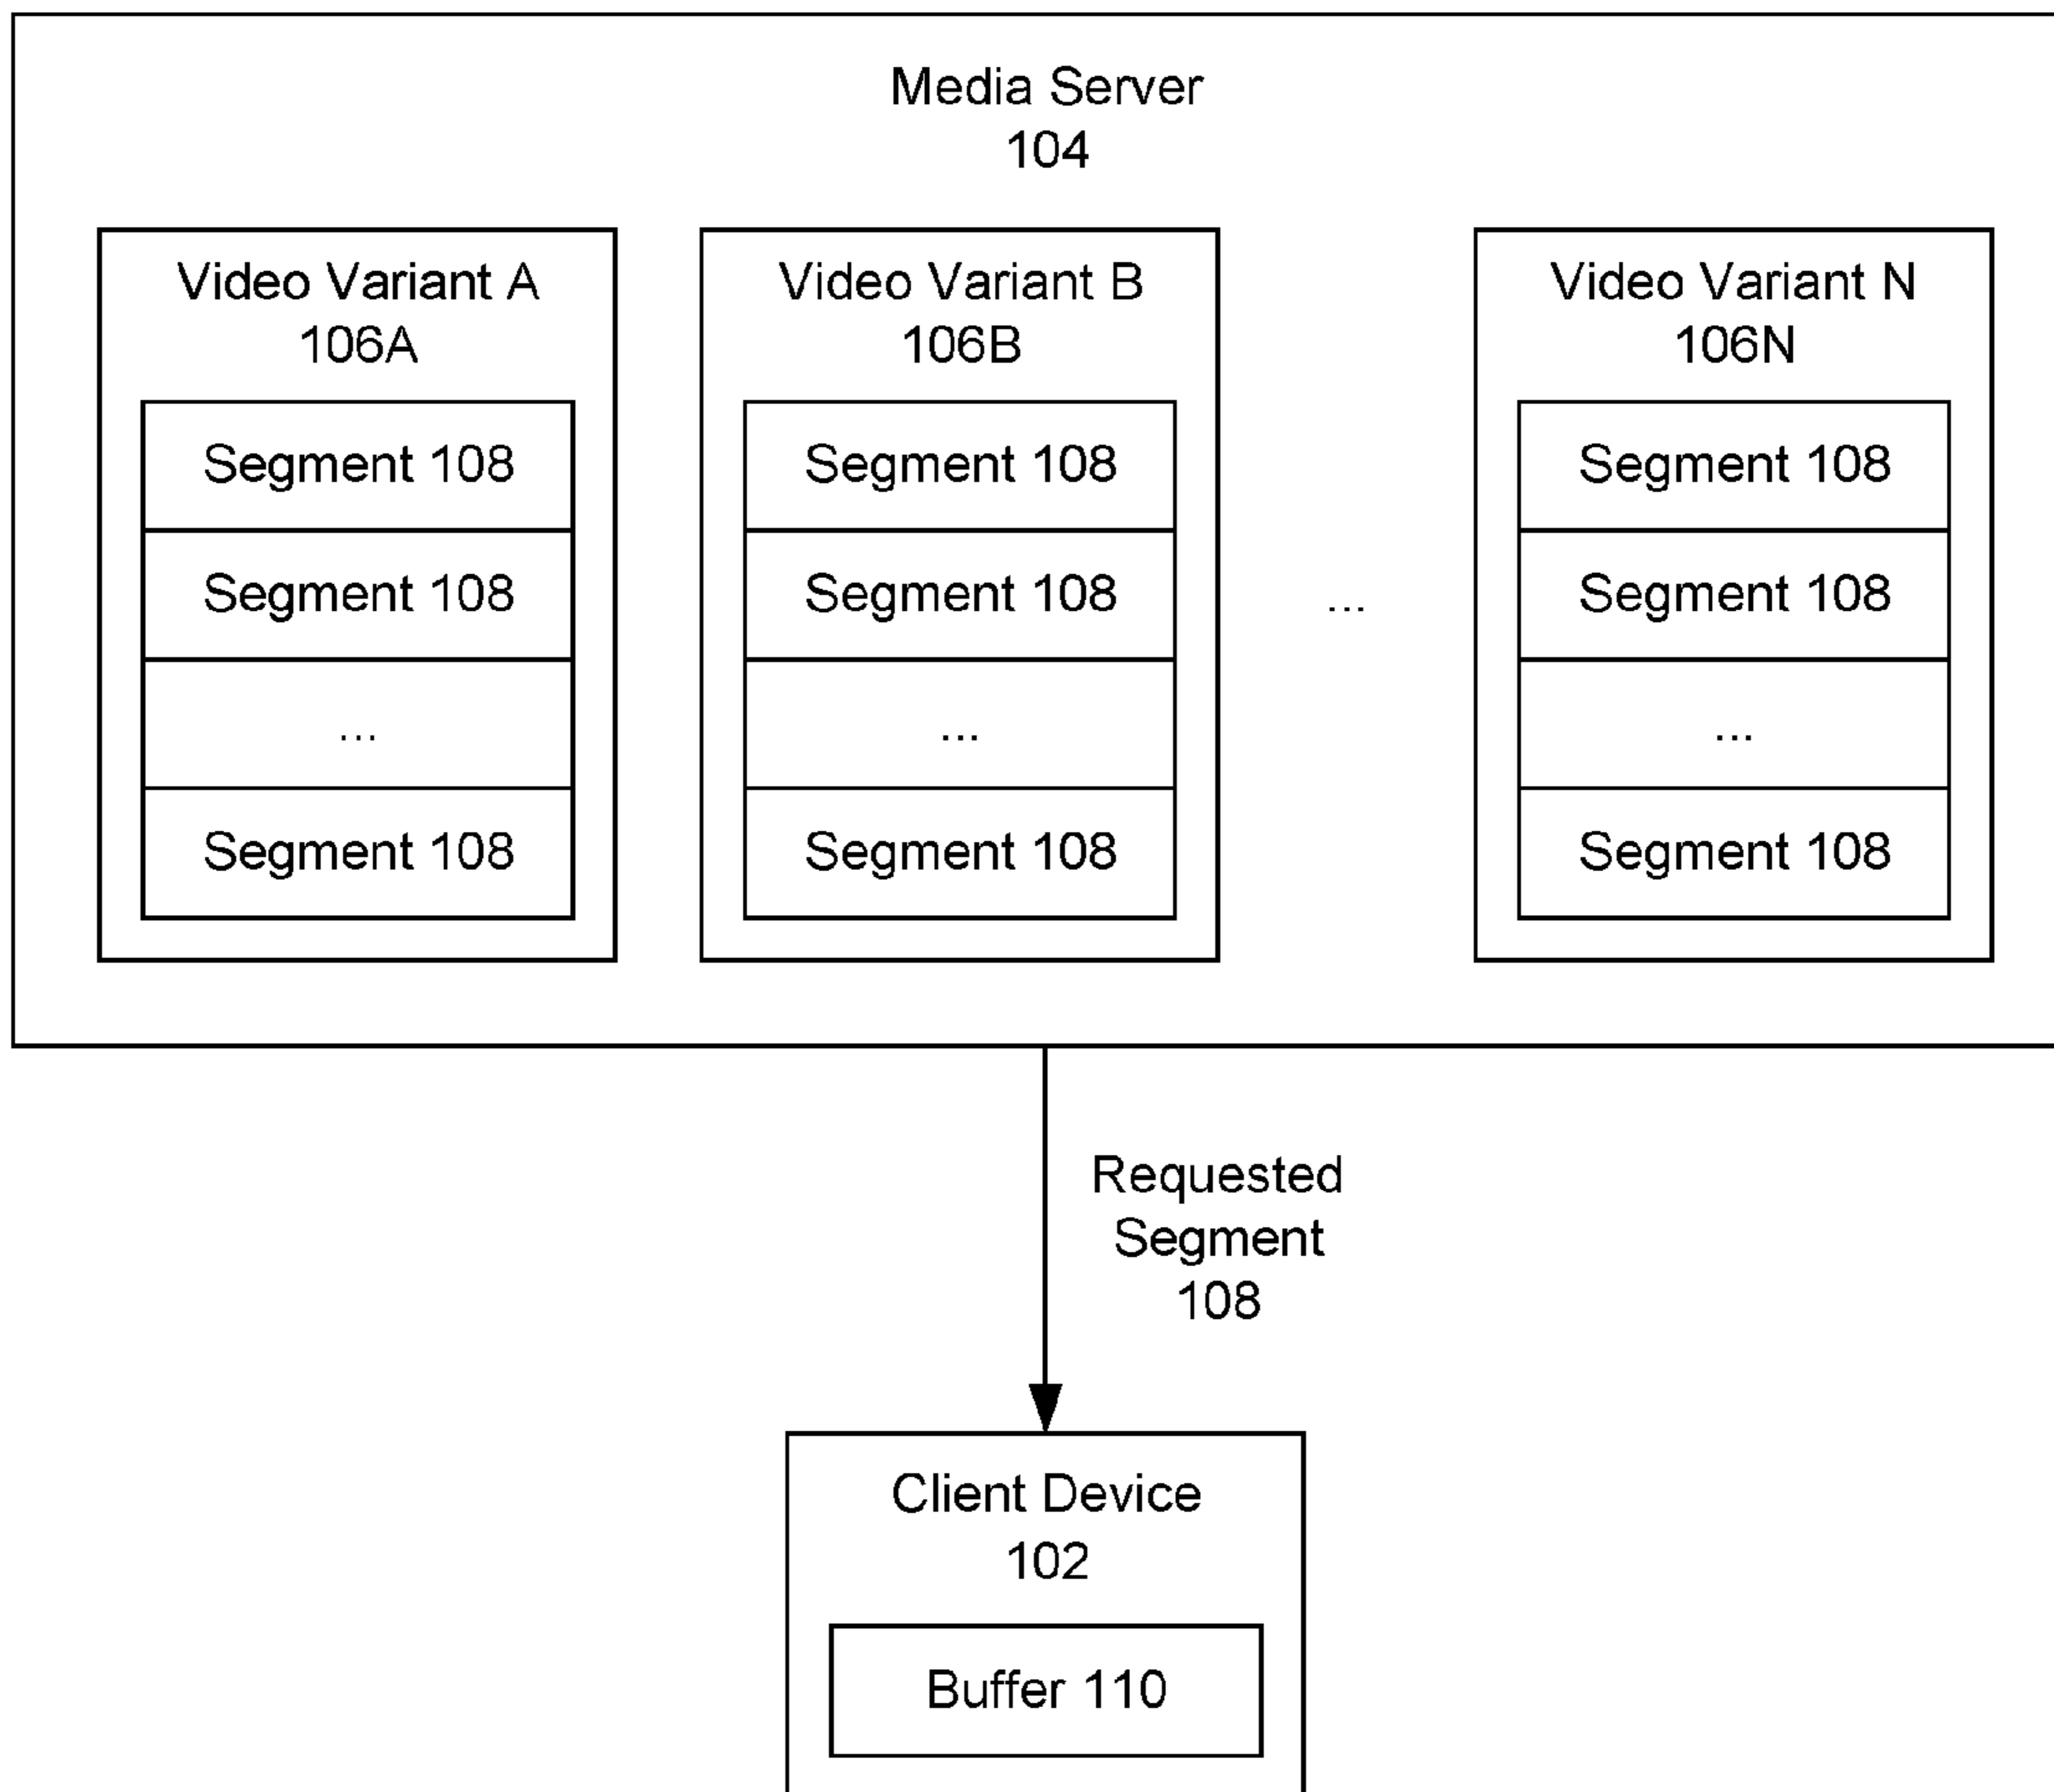 Media Server
104
Video Variant A
106A
Segment 108
Segment 108
...
Segment 108
Video Variant B
106B
Segment 108
Segment 108
...
Segment 108
...
Video Variant N
106N
Segment 108
Segment 108
...
Segment 108
Requested
Segment
108
Client Device
102
Buffer 110